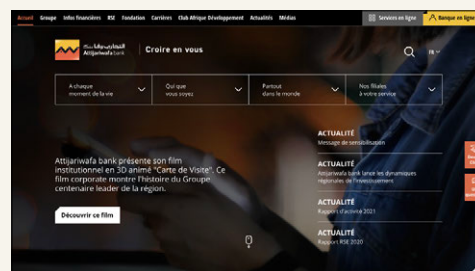 Accueil Groupe Infos financières RSE Fondation Carrières Club Afrique Développement Actualités Médias Services en ligne Banque en ligne
التجاري وفا بنك
Attijariwafa bank
Croire en vous
FR
A chaque
moment de la vie
Qui que
vous soyez
Partout
dans le monde
Nos filiales
à votre service
Attijariwafa bank présente son film
institutionnel en 3D animé "Carte de Visite". Ce
film corporate montre l'histoire du Groupe
centenaire leader de la région.
Découvrir ce film
ACTUALITÉ
Message de sensibilisation
ACTUALITÉ
Attijariwafa bank lance les dynamiques
régionales de l'investissement
ACTUALITÉ
Rapport d'activité 2021
ACTUALITÉ
Rapport RSE 2020